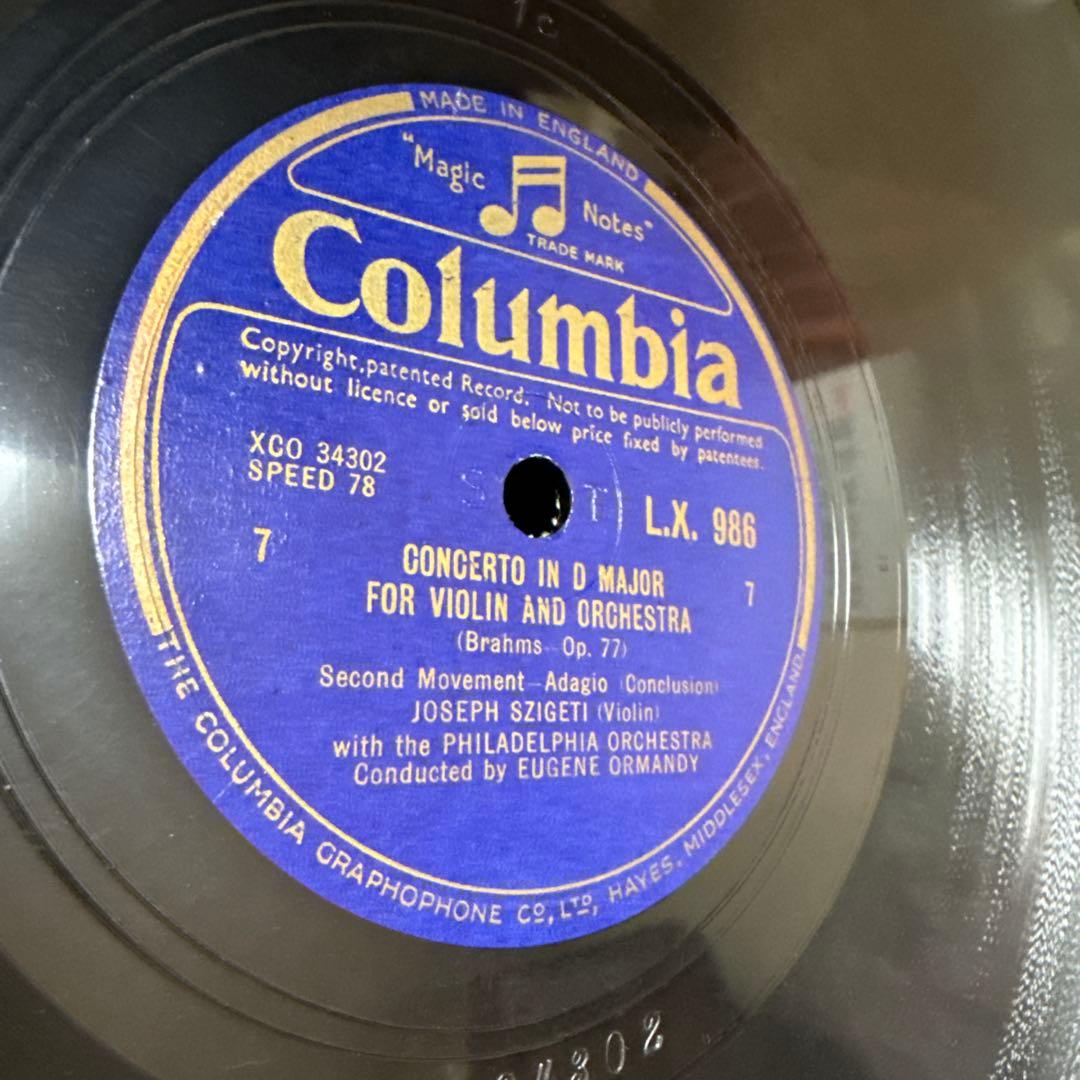 1C
MADE IN ENGLAND
"Magic Notes"
TRADE MARK
Columbia
Copyright, patented Record. Not to be publicly performed
without licence or sold below price fixed by patentees.
XCO 34302
SPEED 78
L.X. 986
7
7
CONCERTO IN D MAJOR
FOR VIOLIN AND ORCHESTRA
(Brahms—Op. 77)
Second Movement—Adagio (Conclusion)
JOSEPH SZIGETI (Violin)
with the PHILADELPHIA ORCHESTRA
Conducted by EUGENE ORMANDY
THE COLUMBIA GRAPHOPHONE CO., LTD, HAYES, MIDDLESEX, ENGLAND.